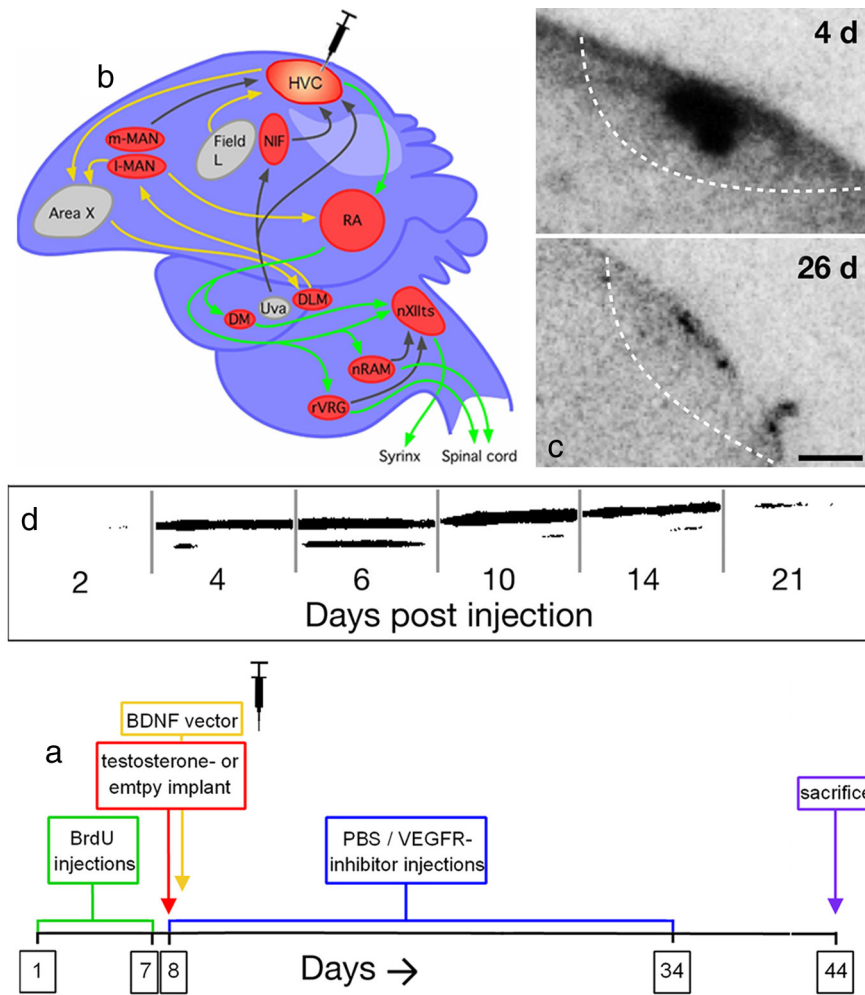 b
HVC
m-MAN
l-MAN
Field
L
NIF
Area X
RA
DM
Uva
DLM
nXIIts
nRAM
rVRG
Syrinx
Spinal cord
4 d
26 d
c
d
2
4
6
10
14
21
Days post injection
a
BDNF vector
testosterone- or
emtpy implant
BrdU
injections
PBS / VEGFR-
inhibitor injections
sacrifice
1
7
8
Days →
34
44